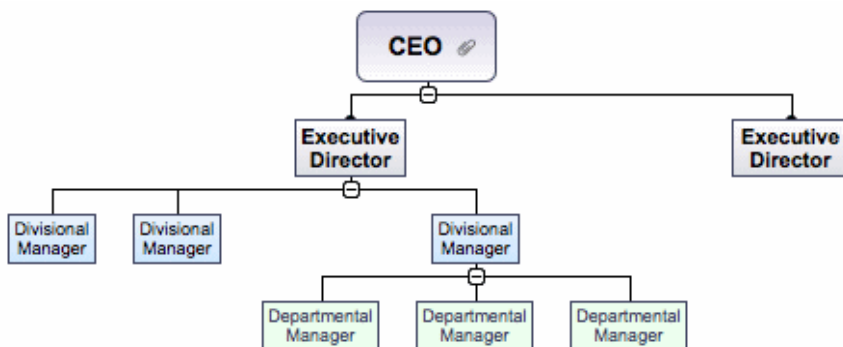 CEO
Executive
Director
Executive
Director
Divisional
Manager
Divisional
Manager
Divisional
Manager
Departmental
Manager
Departmental
Manager
Departmental
Manager